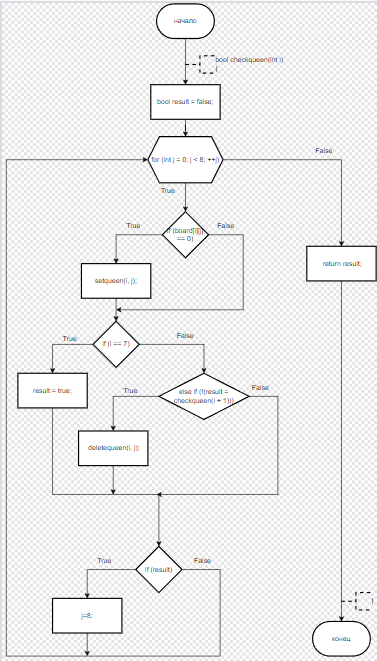 начало
bool checkqueen(int i)
{
bool result = false;
for (int j = 0; j < 8; ++j)
False
True
if (board[i][j]
== 0)
True
False
return result;
setqueen(i, j);
if (i == 7)
True
False
result = true;
else if (!(result =
checkqueen(i + 1)))
True
False
deletequeen(i, j);
if (result)
True
False
j=8;
}
конец